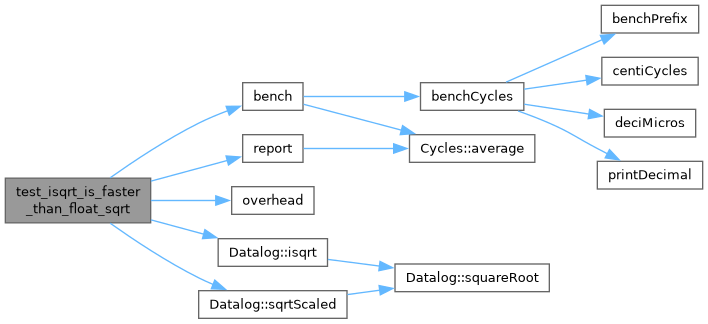 test_isqrt_is_faster
_than_float_sqrt
bench
report
overhead
Datalog::isqrt
Datalog::sqrtScaled
benchCycles
Cycles::average
Datalog::squareRoot
benchPrefix
centiCycles
deciMicros
printDecimal